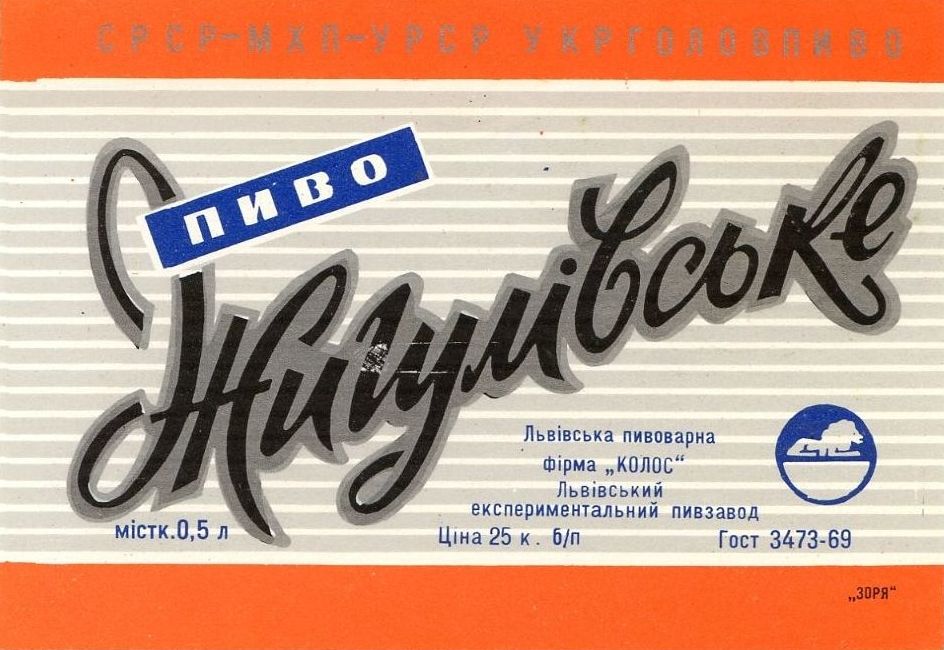 СРСР-МХП-УРСР УКРГОЛОВПИВО
ПИВО
Жигулівське
Львівська пивоварна
фірма „КОЛОС“
Львівський
експериментальний пивзавод
містк.0,5 л
Ціна 25 к. б/п
Гост 3473-69
„ЗОРЯ“